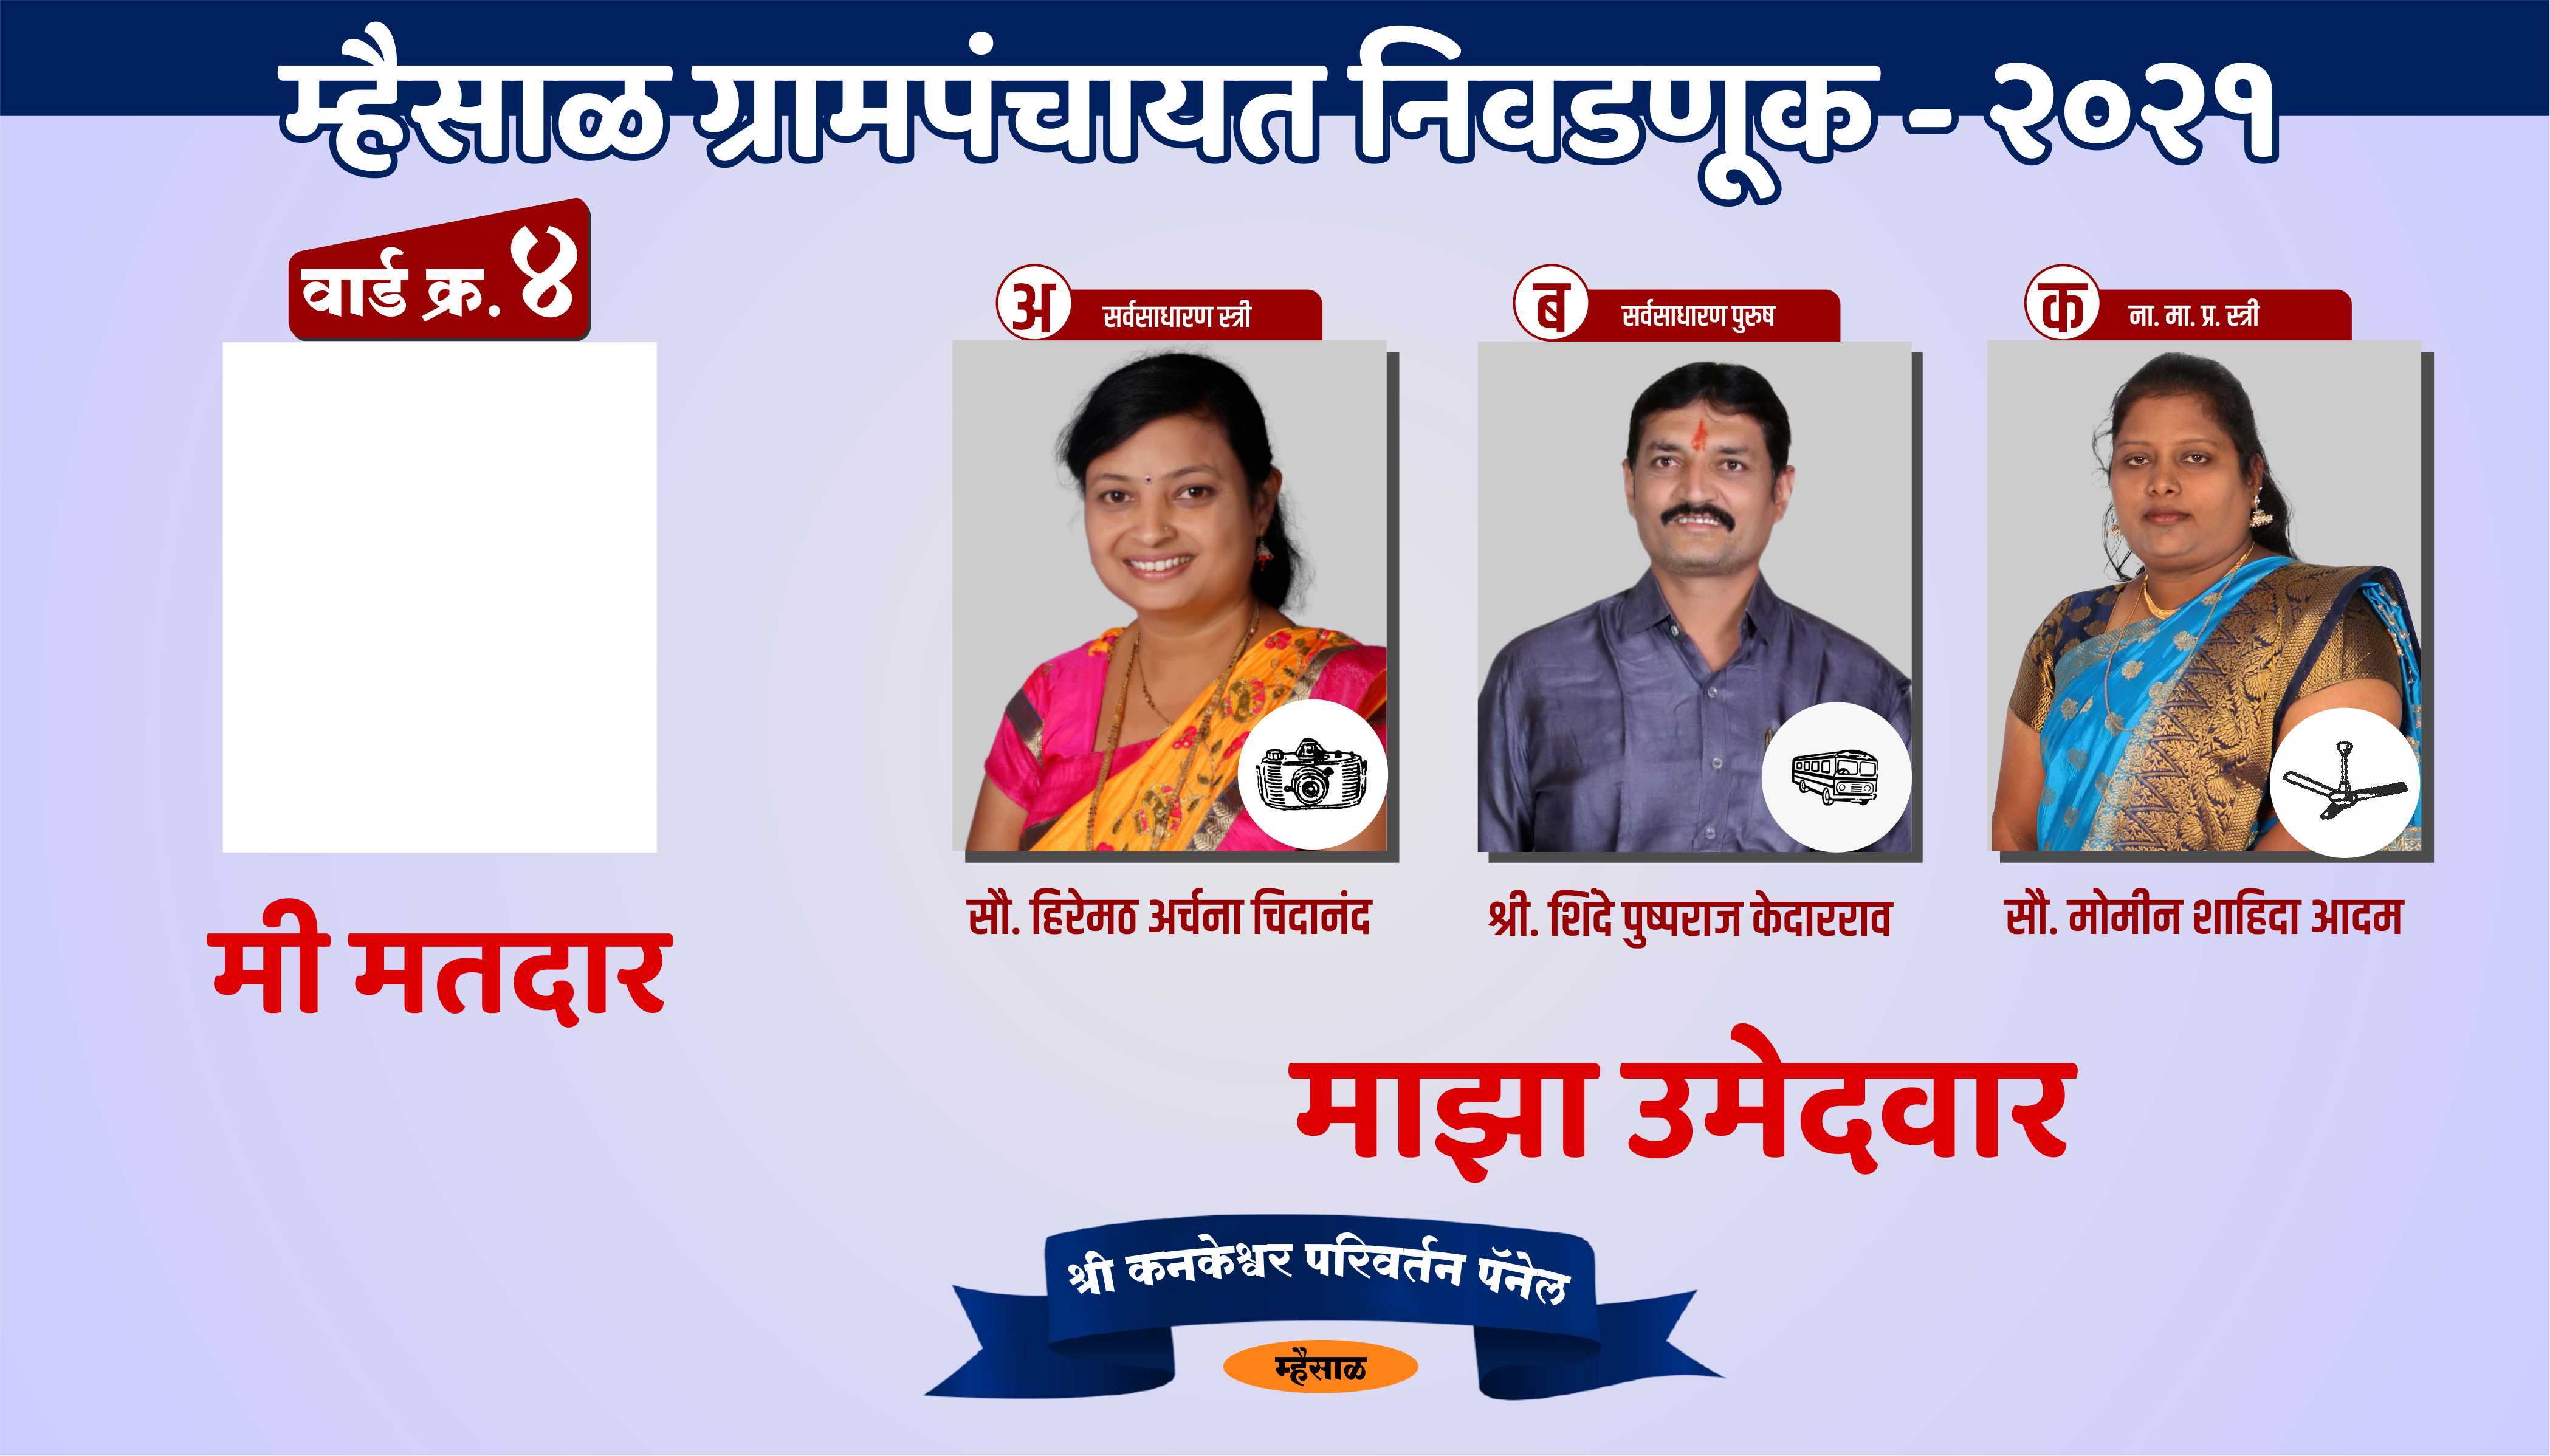 म्हैसाळ ग्रामपंचायत निवडणूक - २०२१
वार्ड क्र. ४
अ सर्वसाधारण स्त्री
ब सर्वसाधारण पुरुष
क ना. मा. प्र. स्त्री
सौ. हिरेमठ अर्चना चिदानंद
श्री. शिंदे पुष्पराज केदारराव
सौ. मोमीन शाहिदा आदम
मी मतदार
माझा उमेदवार
श्री कनकेश्वर परिवर्तन पॅनेल
म्हैसाळ